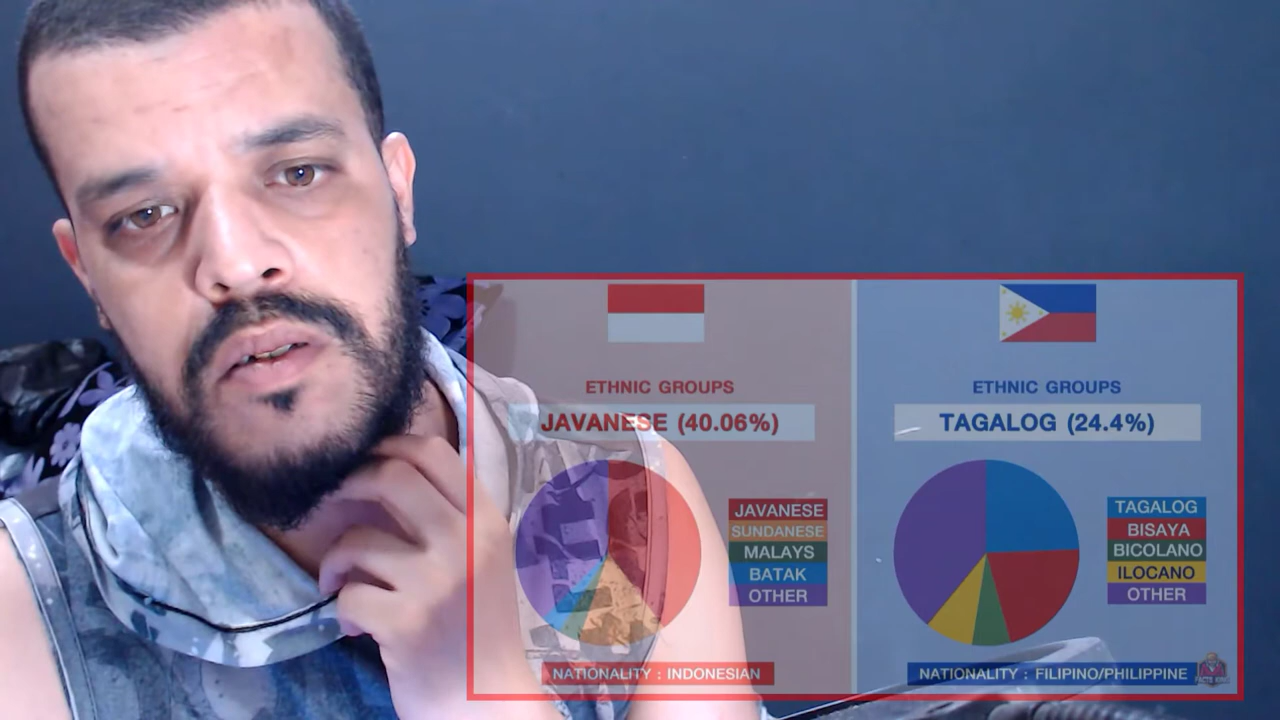 ETHNIC GROUPS
JAVANESE (40.06%)
JAVANESE
SUNDANESE
MALAYS
BATAK
OTHER
NATIONALITY : INDONESIAN
ETHNIC GROUPS
TAGALOG (24.4%)
TAGALOG
BISAYA
BICOLANO
ILOCANO
OTHER
NATIONALITY : FILIPINO/PHILIPPINE